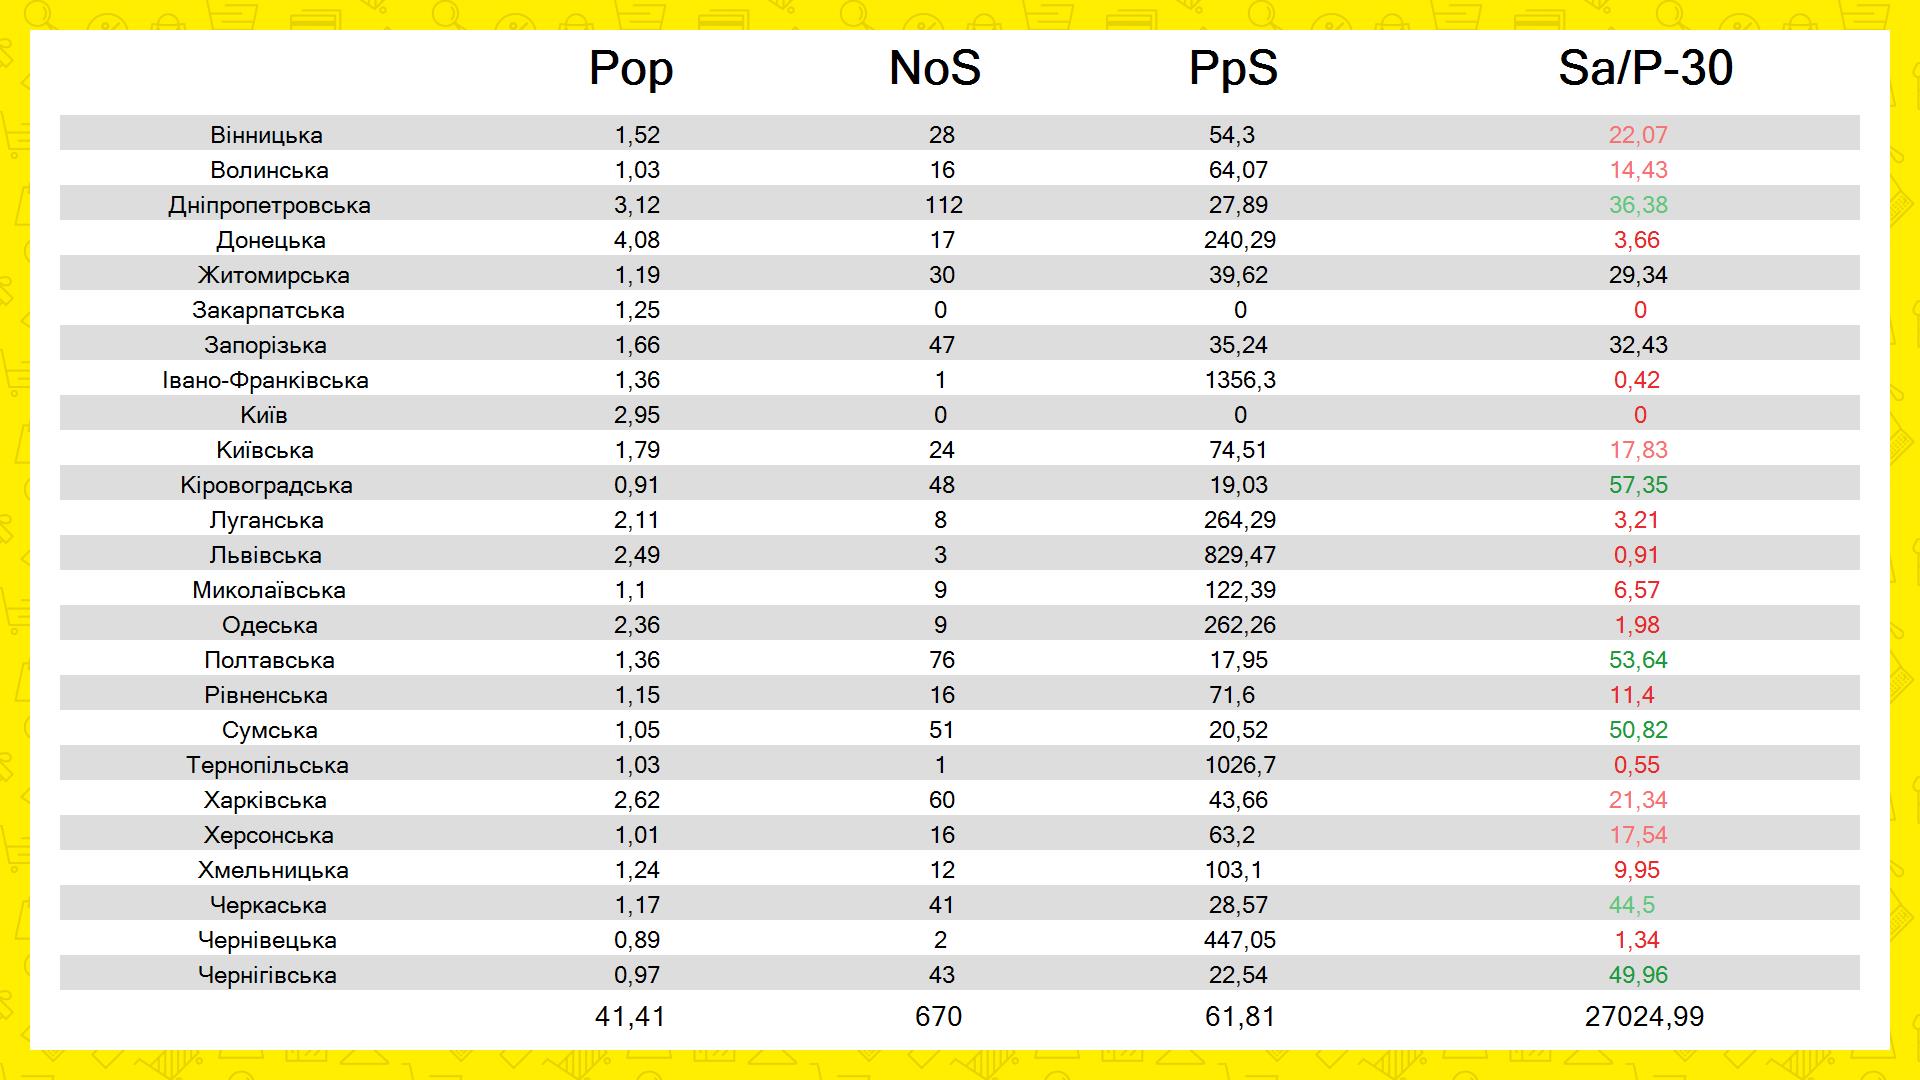 Pop NoS PpS Sa/P-30
Вінницька 1,52 28 54,3 22,07
Волинська 1,03 16 64,07 14,43
Дніпропетровська 3,12 112 27,89 36,38
Донецька 4,08 17 240,29 3,66
Житомирська 1,19 30 39,62 29,34
Закарпатська 1,25 0 0 0
Запорізька 1,66 47 35,24 32,43
Івано-Франківська 1,36 1 1356,3 0,42
Київ 2,95 0 0 0
Київська 1,79 24 74,51 17,83
Кіровоградська 0,91 48 19,03 57,35
Луганська 2,11 8 264,29 3,21
Львівська 2,49 3 829,47 0,91
Миколаївська 1,1 9 122,39 6,57
Одеська 2,36 9 262,26 1,98
Полтавська 1,36 76 17,95 53,64
Рівненська 1,15 16 71,6 11,4
Сумська 1,05 51 20,52 50,82
Тернопільська 1,03 1 1026,7 0,55
Харківська 2,62 60 43,66 21,34
Херсонська 1,01 16 63,2 17,54
Хмельницька 1,24 12 103,1 9,95
Черкаська 1,17 41 28,57 44,5
Чернівецька 0,89 2 447,05 1,34
Чернігівська 0,97 43 22,54 49,96
41,41 670 61,81 27024,99